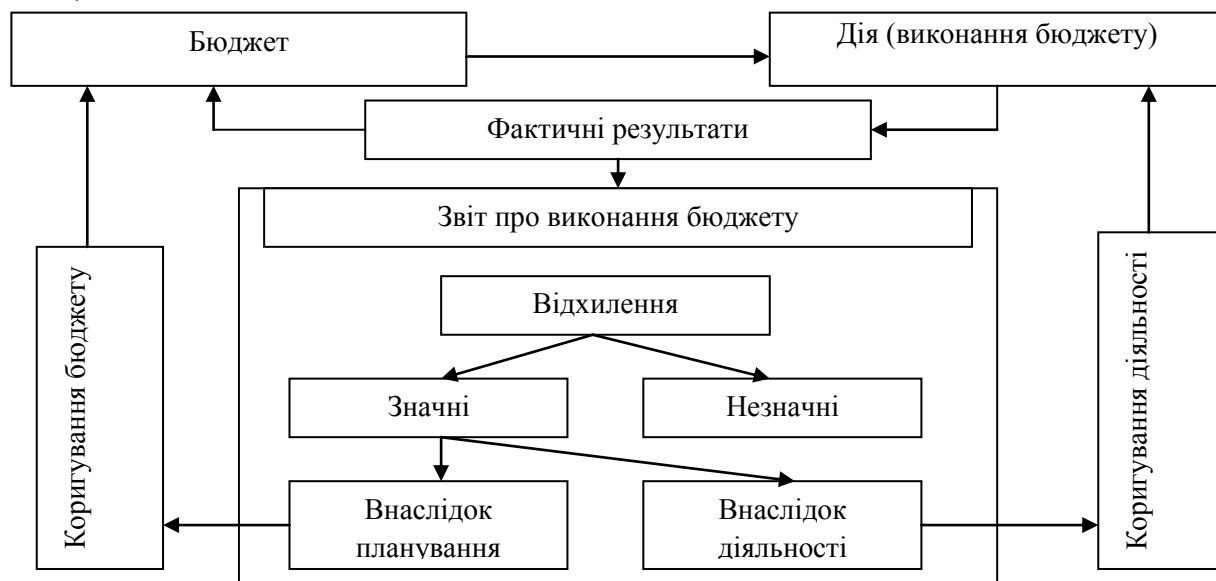 Бюджет
Дія (виконання бюджету)
Фактичні результати
Звіт про виконання бюджету
Відхилення
Значні
Незначні
Внаслідок
планування
Внаслідок
діяльності
Коригування бюджету
Коригування діяльності